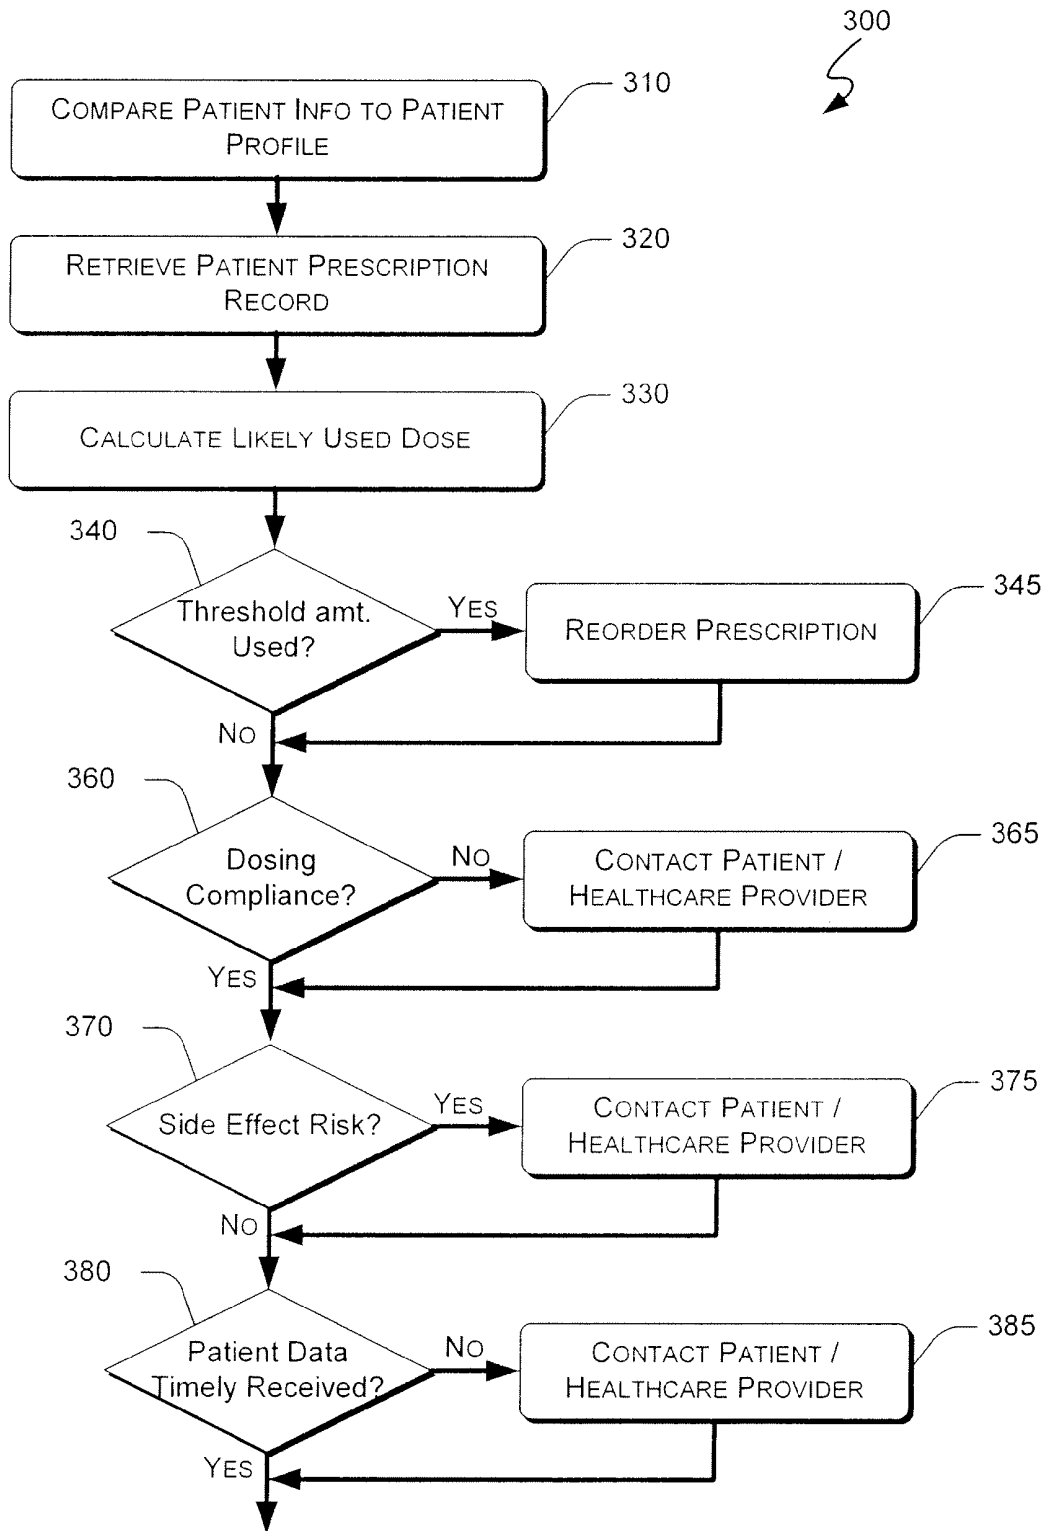 300
310
COMPARE PATIENT INFO TO PATIENT
PROFILE
320
RETRIEVE PATIENT PRESCRIPTION
RECORD
330
CALCULATE LIKELY USED DOSE
340
Threshold amt.
Used?
YES
345
REORDER PRESCRIPTION
NO
360
Dosing
Compliance?
NO
365
CONTACT PATIENT /
HEALTHCARE PROVIDER
YES
370
Side Effect Risk?
YES
375
CONTACT PATIENT /
HEALTHCARE PROVIDER
NO
380
Patient Data
Timely Received?
NO
385
CONTACT PATIENT /
HEALTHCARE PROVIDER
YES